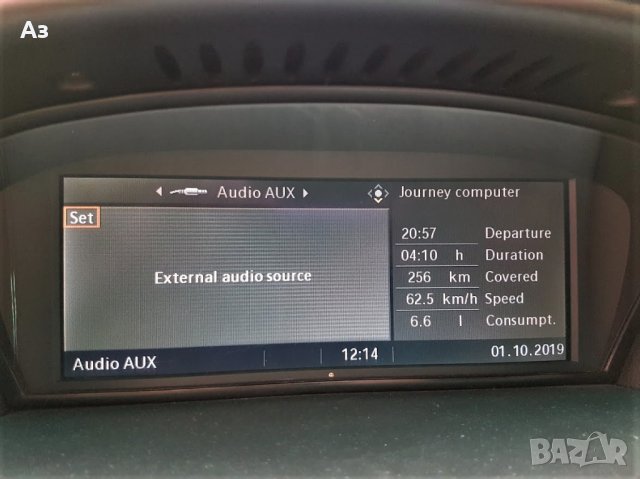 Аз
Audio AUX
Journey computer
Set
External audio source
20:57 Departure
04:10 h Duration
256 km Covered
62.5 km/h Speed
6.6 l Consumpt.
Audio AUX
12:14
01.10.2019
BAZAR